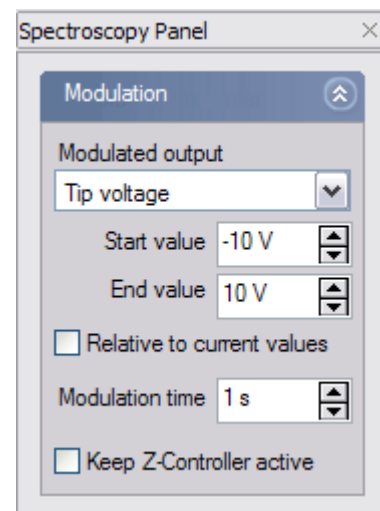 Spectroscopy Panel
Modulation
Modulated output
Tip voltage
Start value -10 V
End value 10 V
Relative to current values
Modulation time 1 s
Keep Z-Controller active